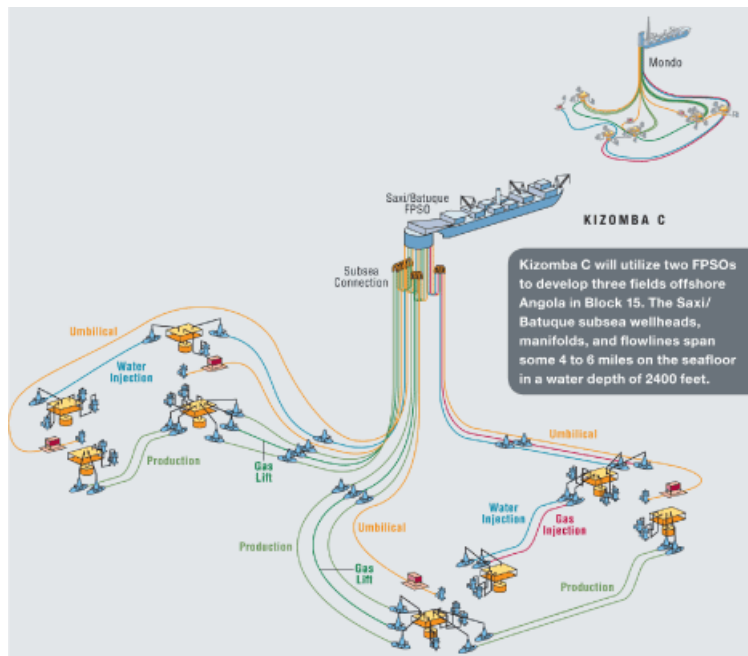 Mondo
Saxi/Batuque
FPSO
KIZOMBA C
Subsea
Connection
Kizomba C will utilize two FPSOs
to develop three fields offshore
Angola in Block 15. The Saxi/
Batuque subsea wellheads,
manifolds, and flowlines span
some 4 to 6 miles on the seafloor
in a water depth of 2400 feet.
Umbilical
Water
Injection
Production
Gas
Lift
Umbilical
Water
Injection
Gas
Injection
Umbilical
Production
Gas
Lift
Production